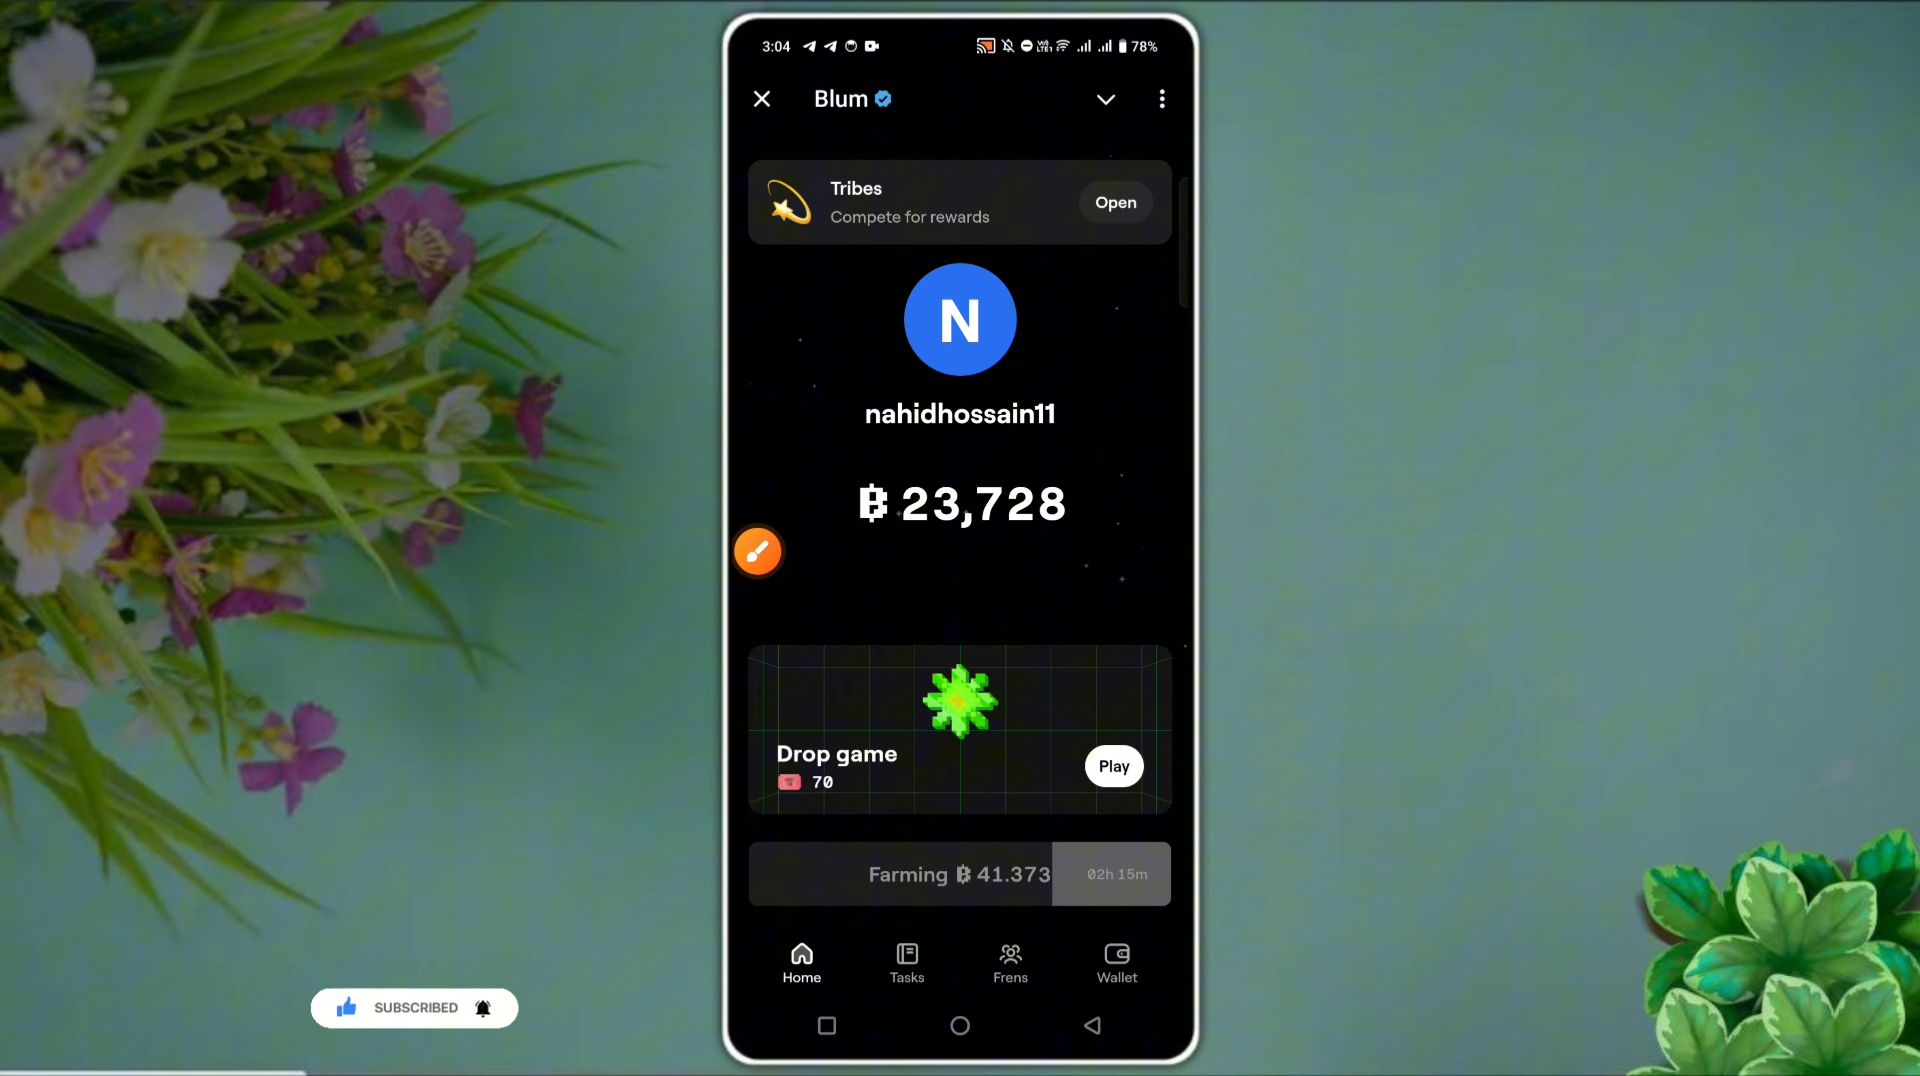 3:04
78%
Blum
Tribes
Compete for rewards
Open
N
nahidhossain11
23,728
Drop game
70
Play
Farming 41.373
02h 15m
Home
Tasks
Frens
Wallet
SUBSCRIBED